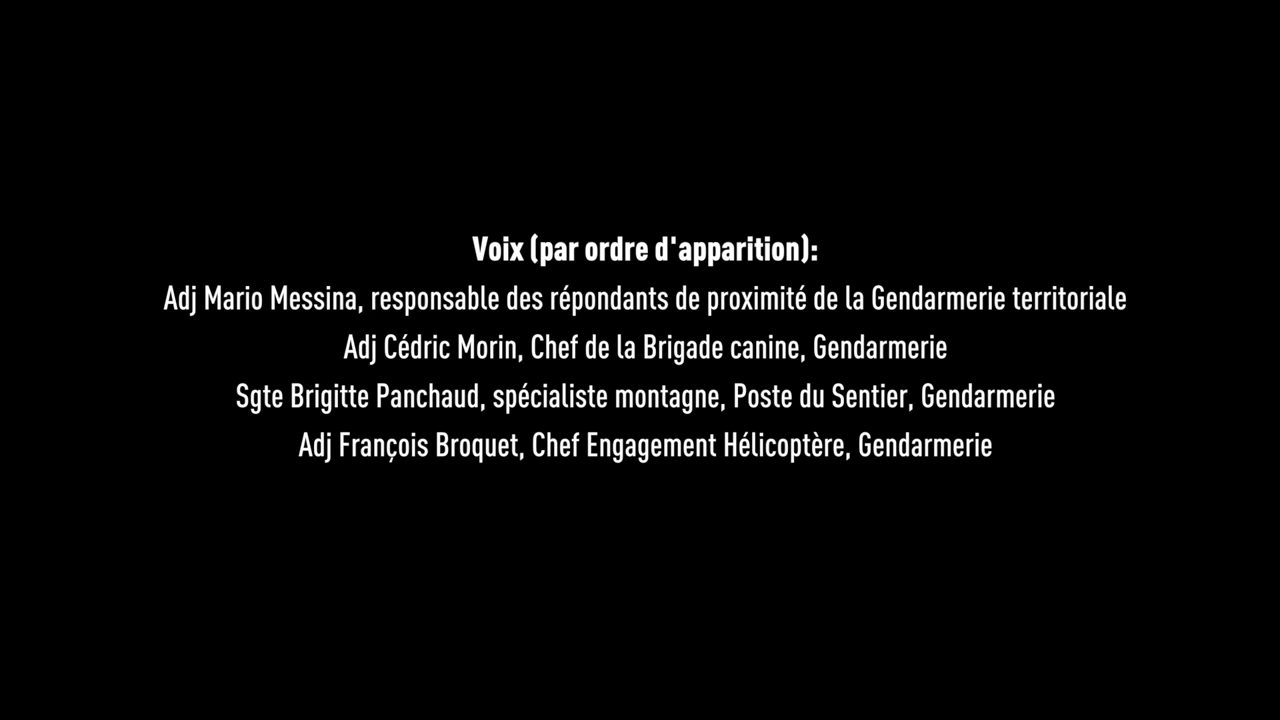 Voix (par ordre d'apparition):
Adj Mario Messina, responsable des répondants de proximité de la Gendarmerie territoriale
Adj Cédric Morin, Chef de la Brigade canine, Gendarmerie
Sgte Brigitte Panchaud, spécialiste montagne, Poste du Sentier, Gendarmerie
Adj François Broquet, Chef Engagement Hélicoptère, Gendarmerie